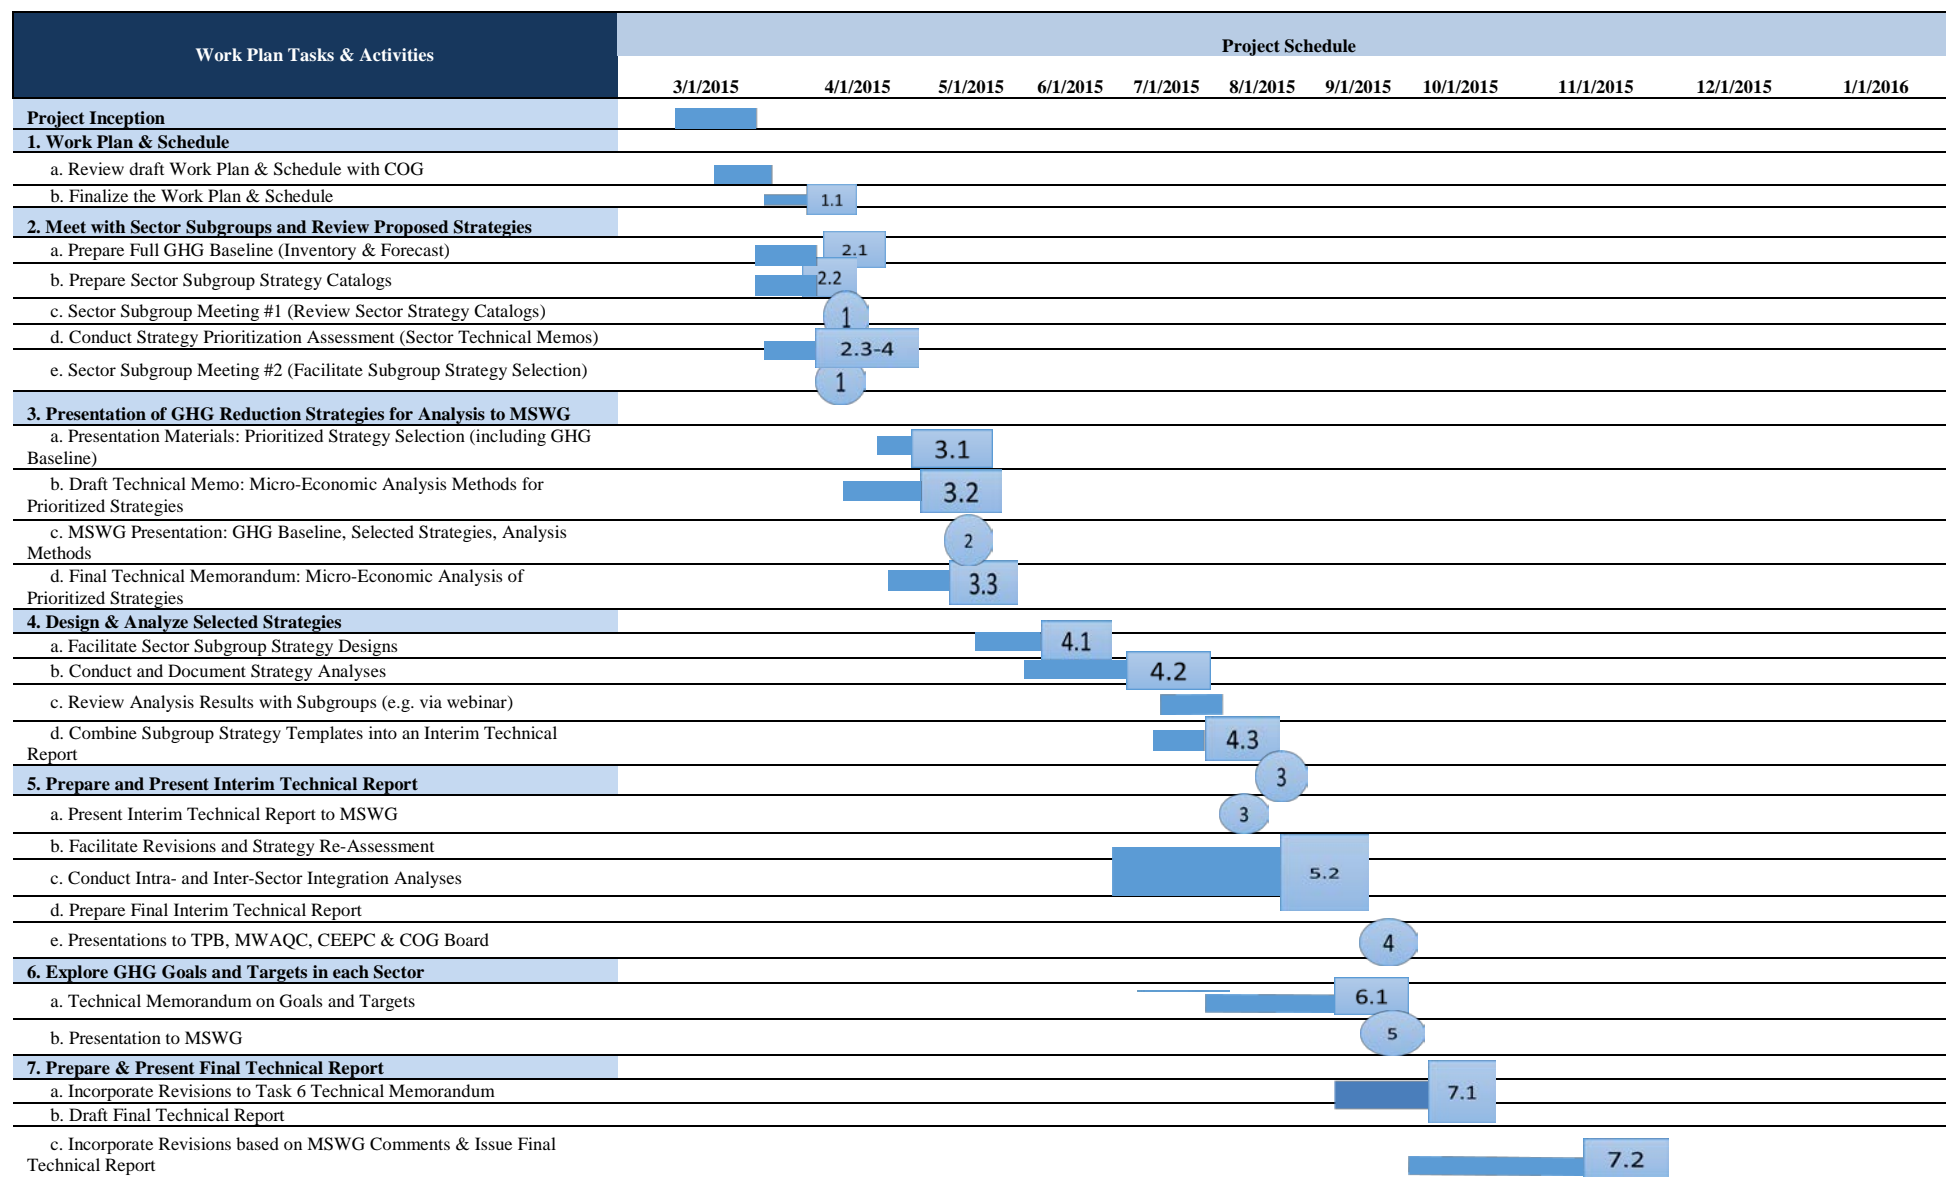 Work Plan Tasks & Activities
Project Schedule
3/1/2015 4/1/2015 5/1/2015 6/1/2015 7/1/2015 8/1/2015 9/1/2015 10/1/2015 11/1/2015 12/1/2015 1/1/2016
Project Inception
1. Work Plan & Schedule
a. Review draft Work Plan & Schedule with COG
b. Finalize the Work Plan & Schedule
1.1
2. Meet with Sector Subgroups and Review Proposed Strategies
a. Prepare Full GHG Baseline (Inventory & Forecast)
2.1
b. Prepare Sector Subgroup Strategy Catalogs
2.2
c. Sector Subgroup Meeting #1 (Review Sector Strategy Catalogs)
1
d. Conduct Strategy Prioritization Assessment (Sector Technical Memos)
2.3-4
e. Sector Subgroup Meeting #2 (Facilitate Subgroup Strategy Selection)
1
3. Presentation of GHG Reduction Strategies for Analysis to MSWG
a. Presentation Materials: Prioritized Strategy Selection (including GHG
Baseline)
3.1
b. Draft Technical Memo: Micro-Economic Analysis Methods for
Prioritized Strategies
3.2
c. MSWG Presentation: GHG Baseline, Selected Strategies, Analysis
Methods
2
d. Final Technical Memorandum: Micro-Economic Analysis of
Prioritized Strategies
3.3
4. Design & Analyze Selected Strategies
a. Facilitate Sector Subgroup Strategy Designs
4.1
b. Conduct and Document Strategy Analyses
4.2
c. Review Analysis Results with Subgroups (e.g. via webinar)
d. Combine Subgroup Strategy Templates into an Interim Technical
Report
4.3
5. Prepare and Present Interim Technical Report
3
a. Present Interim Technical Report to MSWG
3
b. Facilitate Revisions and Strategy Re-Assessment
c. Conduct Intra- and Inter-Sector Integration Analyses
5.2
d. Prepare Final Interim Technical Report
e. Presentations to TPB, MWAQC, CEEPC & COG Board
4
6. Explore GHG Goals and Targets in each Sector
a. Technical Memorandum on Goals and Targets
6.1
b. Presentation to MSWG
5
7. Prepare & Present Final Technical Report
a. Incorporate Revisions to Task 6 Technical Memorandum
7.1
b. Draft Final Technical Report
c. Incorporate Revisions based on MSWG Comments & Issue Final
Technical Report
7.2